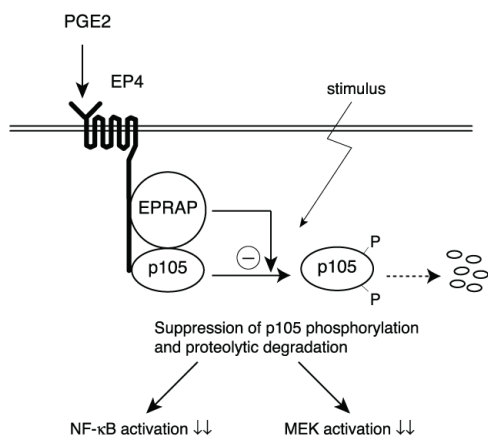 PGE2
EP4
stimulus
EPRAP
p105
−
p105
P
P
Suppression of p105 phosphorylation
and proteolytic degradation
NF-κB activation ↓↓
MEK activation ↓↓